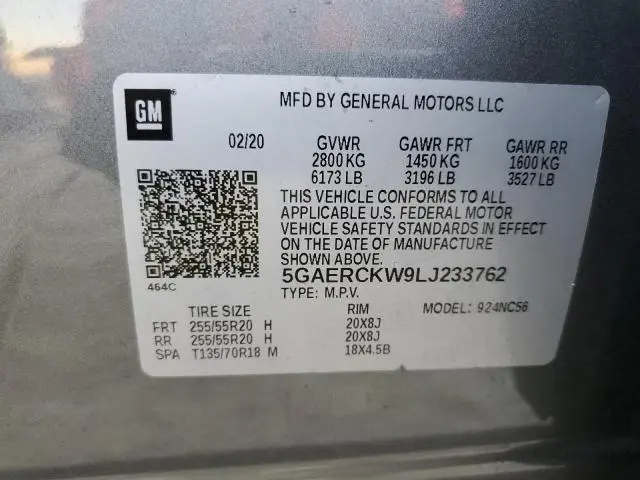 GM
MFD BY GENERAL MOTORS LLC
02/20 GVWR GAWR FRT GAWR RR
2800 KG 1450 KG 1600 KG
6173 LB 3196 LB 3527 LB
THIS VEHICLE CONFORMS TO ALL
APPLICABLE U.S. FEDERAL MOTOR
VEHICLE SAFETY STANDARDS IN EFFECT
ON THE DATE OF MANUFACTURE
SHOWN ABOVE.
5GAERCKW9LJ233762
464C
TYPE: M.P.V. MODEL: 924NC56
TIRE SIZE RIM
FRT 255/55R20 H 20X8J
RR 255/55R20 H 20X8J
SPA T135/70R18 M 18X4.5B